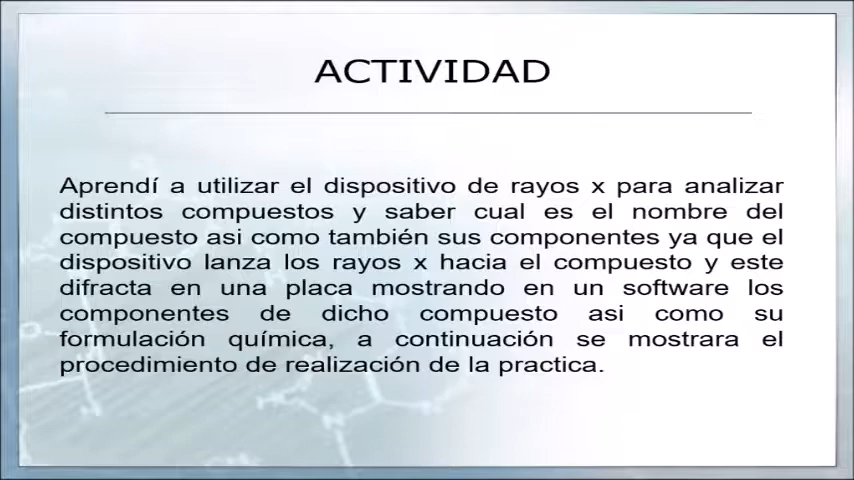 ACTIVIDAD
Aprendí a utilizar el dispositivo de rayos x para analizar
distintos compuestos y saber cual es el nombre del
compuesto asi como también sus componentes ya que el
dispositivo lanza los rayos x hacia el compuesto y este
difracta en una placa mostrando en un software los
componentes de dicho compuesto asi como su
formulación química, a continuación se mostrara el
procedimiento de realización de la practica.